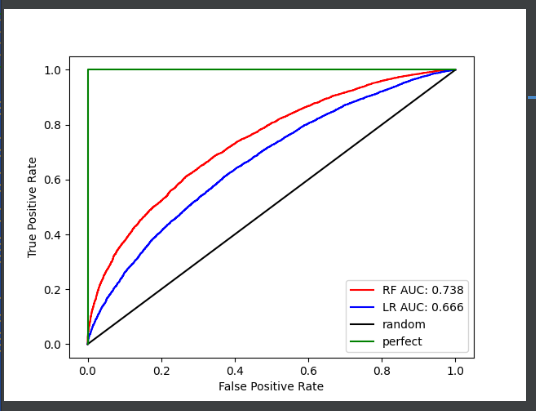 1.0
0.8
0.6
0.4
0.2
0.0
True Positive Rate
RF AUC: 0.738
LR AUC: 0.666
random
perfect
0.0 0.2 0.4 0.6 0.8 1.0
False Positive Rate